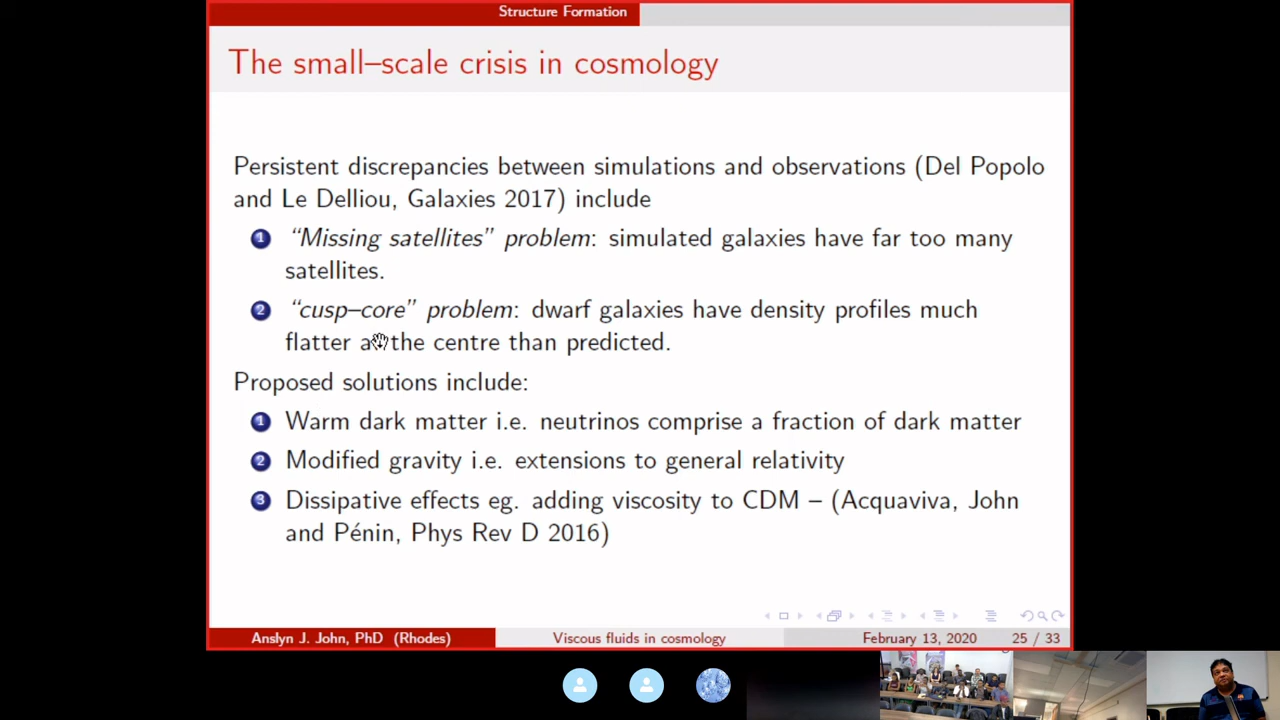 Structure Formation
The small–scale crisis in cosmology
Persistent discrepancies between simulations and observations (Del Popolo
and Le Delliou, Galaxies 2017) include
1 “Missing satellites” problem: simulated galaxies have far too many
satellites.
2 “cusp–core” problem: dwarf galaxies have density profiles much
flatter at the centre than predicted.
Proposed solutions include:
1 Warm dark matter i.e. neutrinos comprise a fraction of dark matter
2 Modified gravity i.e. extensions to general relativity
3 Dissipative effects eg. adding viscosity to CDM – (Acquaviva, John
and Pénin, Phys Rev D 2016)
Anslyn J. John, PhD (Rhodes) Viscous fluids in cosmology February 13, 2020 25 / 33